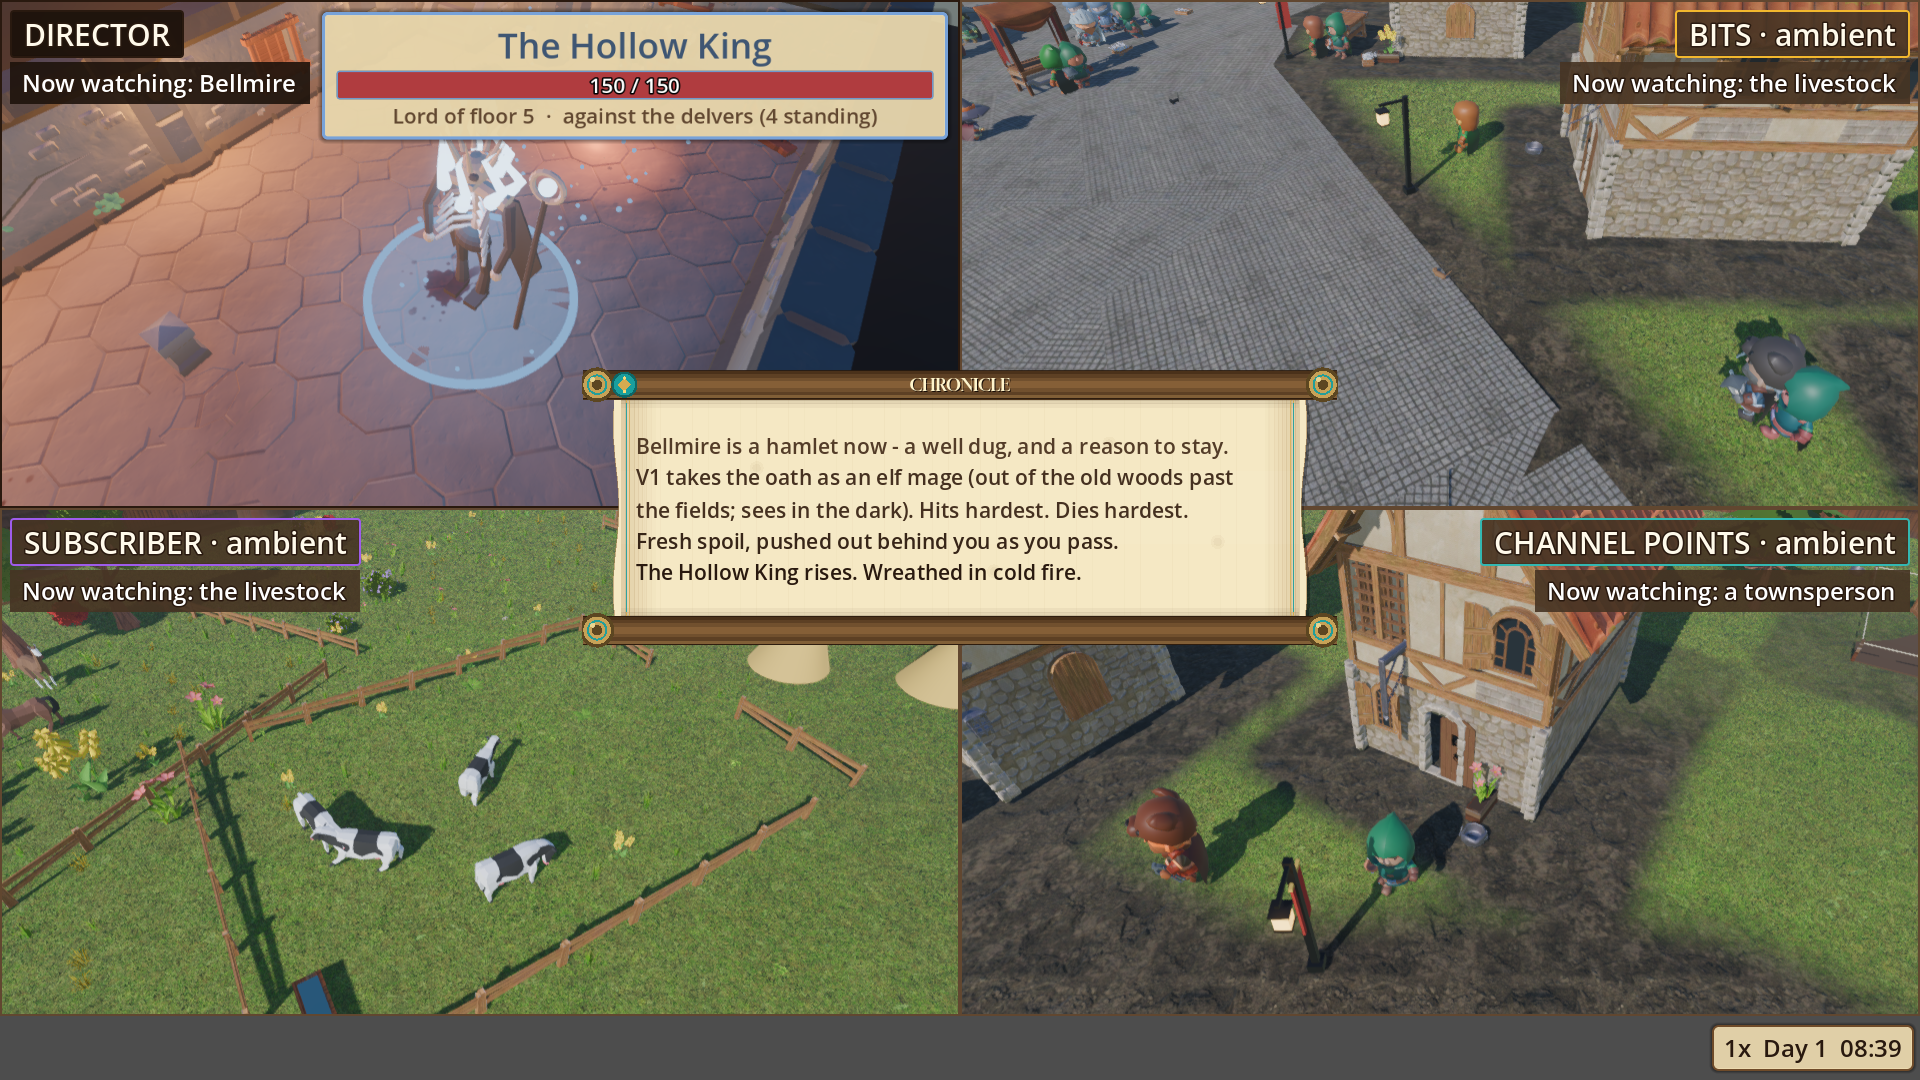 DIRECTOR
Now watching: Bellmire
The Hollow King
150 / 150
Lord of floor 5 · against the delvers (4 standing)
BITS · ambient
Now watching: the livestock
CHRONICLE
Bellmire is a hamlet now - a well dug, and a reason to stay.
V1 takes the oath as an elf mage (out of the old woods past
the fields; sees in the dark). Hits hardest. Dies hardest.
Fresh spoil, pushed out behind you as you pass.
The Hollow King rises. Wreathed in cold fire.
SUBSCRIBER · ambient
Now watching: the livestock
CHANNEL POINTS · ambient
Now watching: a townsperson
1x Day 1 08:39